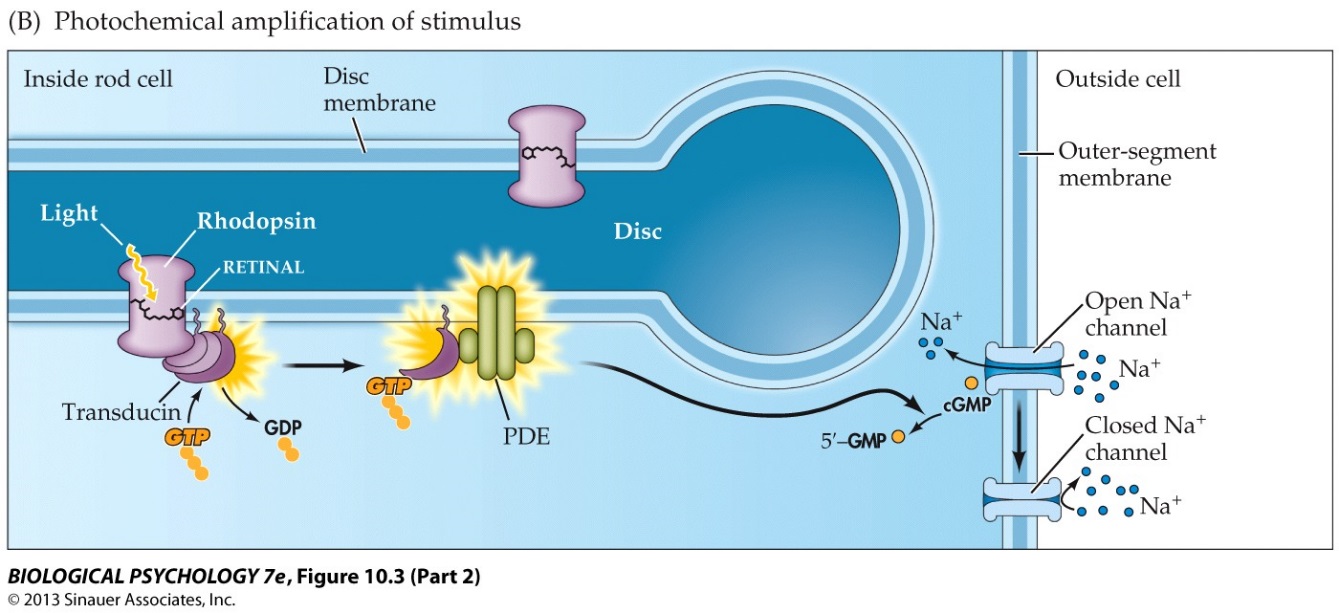 (B) Photochemical amplification of stimulus
Inside rod cell
Disc
membrane
Outside cell
Outer-segment
membrane
Light
Rhodopsin
RETINAL
Disc
Open Na⁺
channel
Na⁺
Na⁺
GTP
cGMP
Transducin
GTP
GDP
PDE
5′–GMP
Closed Na⁺
channel
Na⁺
BIOLOGICAL PSYCHOLOGY 7e, Figure 10.3 (Part 2)
© 2013 Sinauer Associates, Inc.